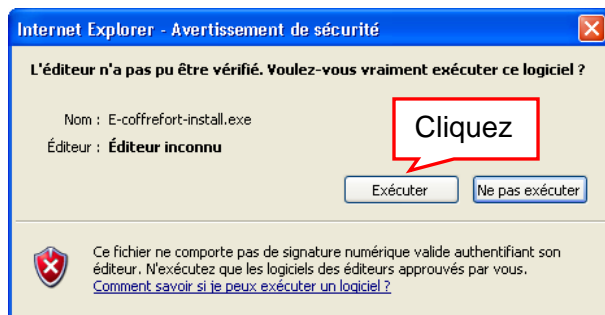 Internet Explorer - Avertissement de sécurité
L'éditeur n'a pas pu être vérifié. Voulez-vous vraiment exécuter ce logiciel ?
Nom : E-coffrefort-install.exe
Cliquez
Éditeur : Éditeur inconnu
Exécuter
Ne pas exécuter
Ce fichier ne comporte pas de signature numérique valide authentifiant son
éditeur. N'exécutez que les logiciels des éditeurs approuvés par vous.
Comment savoir si je peux exécuter un logiciel ?